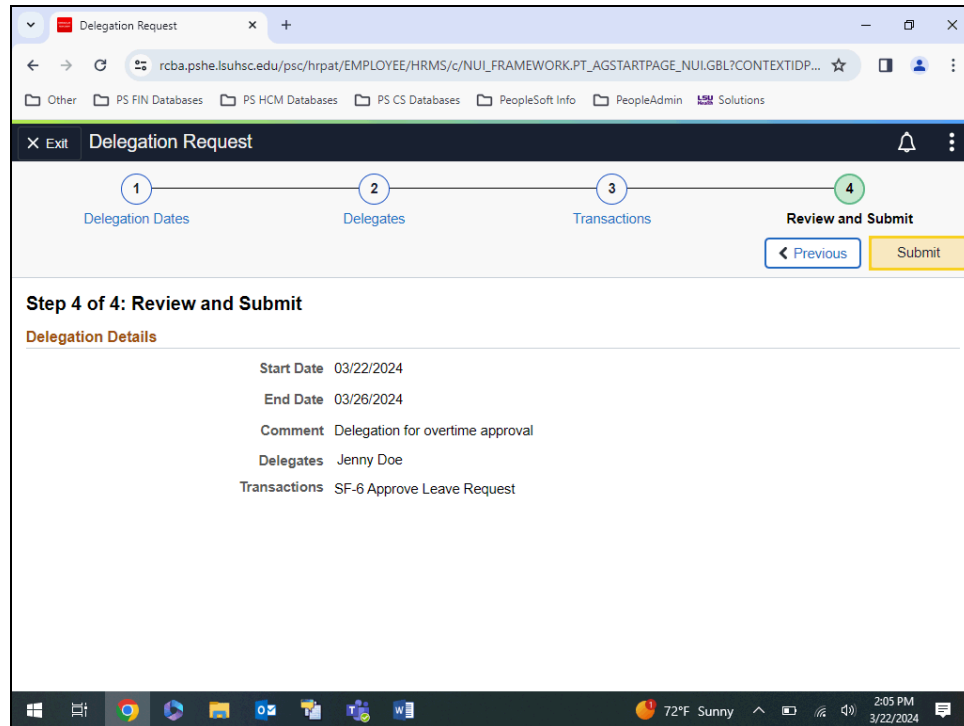 Delegation Request
rcba.pshe.lsuhsc.edu/psc/hrpat/EMPLOYEE/HRMS/c/NUI_FRAMEWORK.PT_AGSTARTPAGE_NUI.GBL?CONTEXTIDP...
Other PS FIN Databases PS HCM Databases PS CS Databases PeopleSoft Info PeopleAdmin LSU Solutions
Exit Delegation Request
1 2 3 4
Delegation Dates Delegates Transactions Review and Submit
Previous Submit
Step 4 of 4: Review and Submit
Delegation Details
Start Date 03/22/2024
End Date 03/26/2024
Comment Delegation for overtime approval
Delegates Jenny Doe
Transactions SF-6 Approve Leave Request
72°F Sunny 2:05 PM
3/22/2024